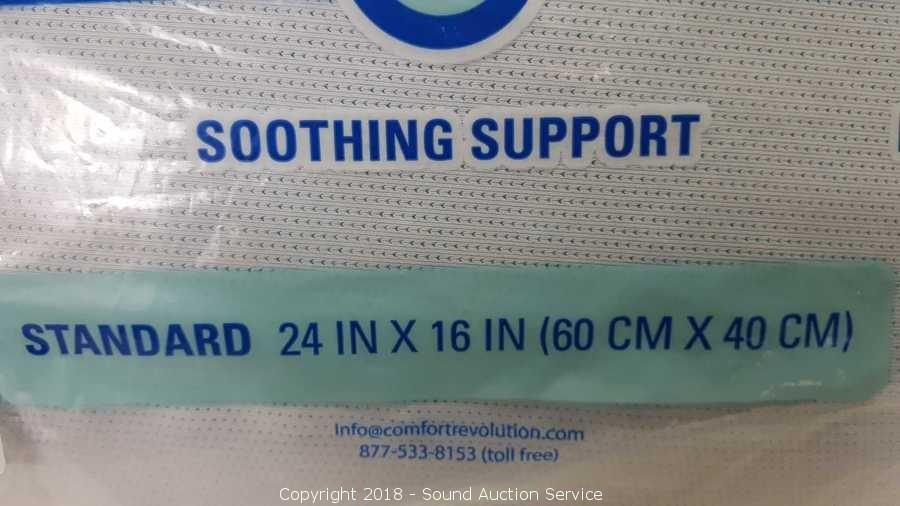 SOOTHING SUPPORT
STANDARD 24 IN X 16 IN (60 CM X 40 CM)
Info@comfortrevolution.com
877-533-8153 (toll free)
Copyright 2018 - Sound Auction Service